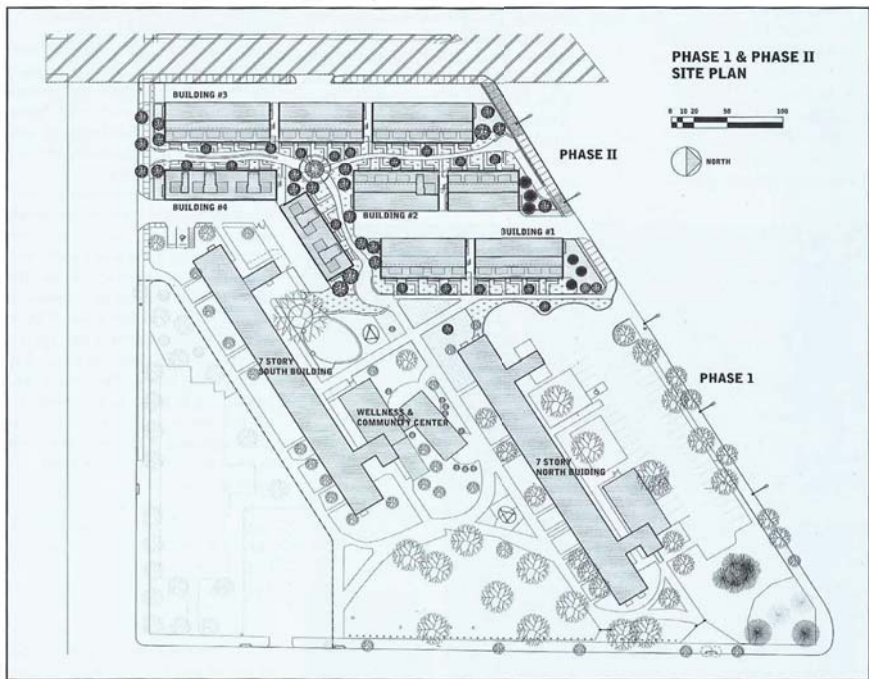 PHASE 1 & PHASE II
SITE PLAN
0 10 20 50 100
NORTH
BUILDING #3
PHASE II
BUILDING #4
BUILDING #2
BUILDING #1
7 STORY
SOUTH BUILDING
WELLNESS &
COMMUNITY CENTER
PHASE 1
7 STORY
NORTH BUIDING